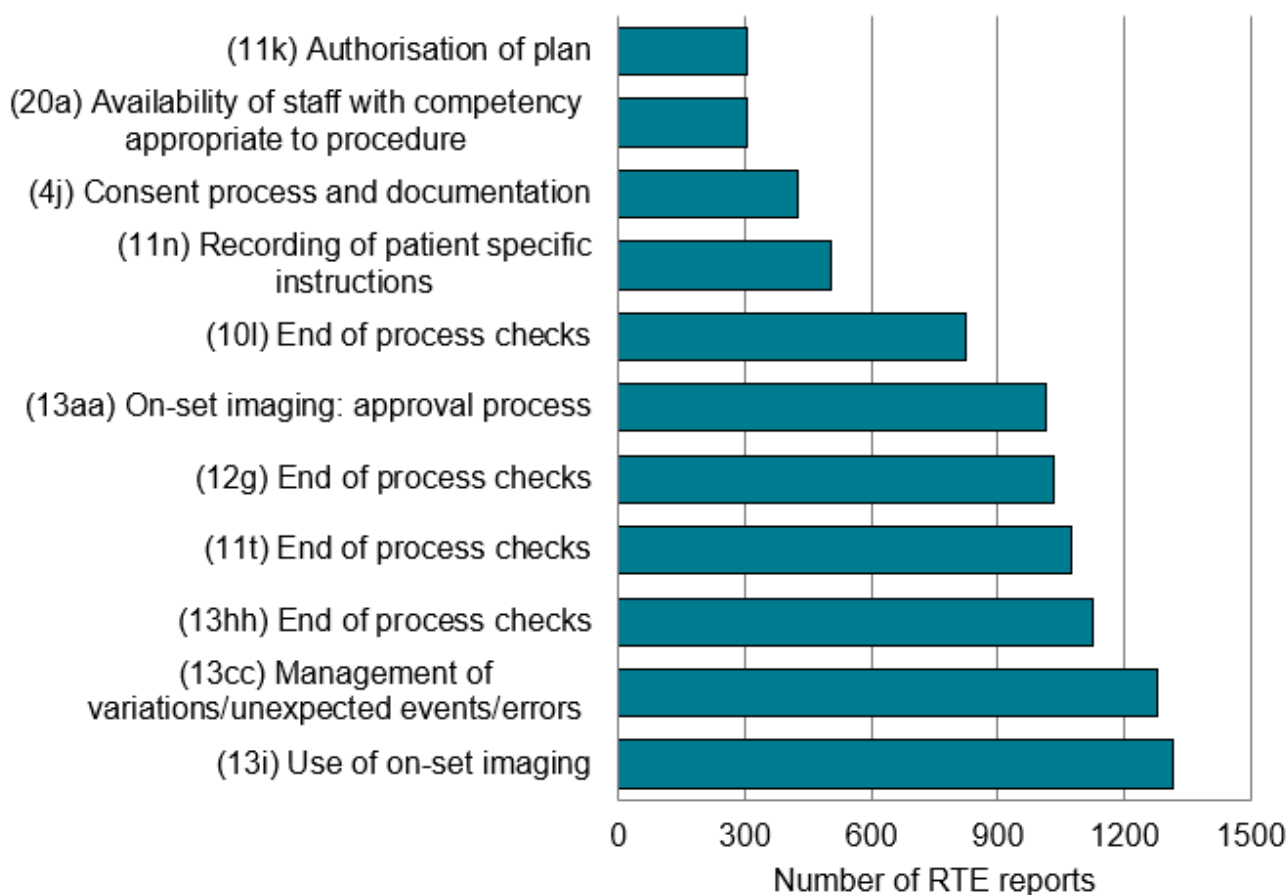 (11k) Authorisation of plan
(20a) Availability of staff with competency
appropriate to procedure
(4j) Consent process and documentation
(11n) Recording of patient specific
instructions
(10l) End of process checks
(13aa) On-set imaging: approval process
(12g) End of process checks
(11t) End of process checks
(13hh) End of process checks
(13cc) Management of
variations/unexpected events/errors
(13i) Use of on-set imaging
0 300 600 900 1200 1500
Number of RTE reports